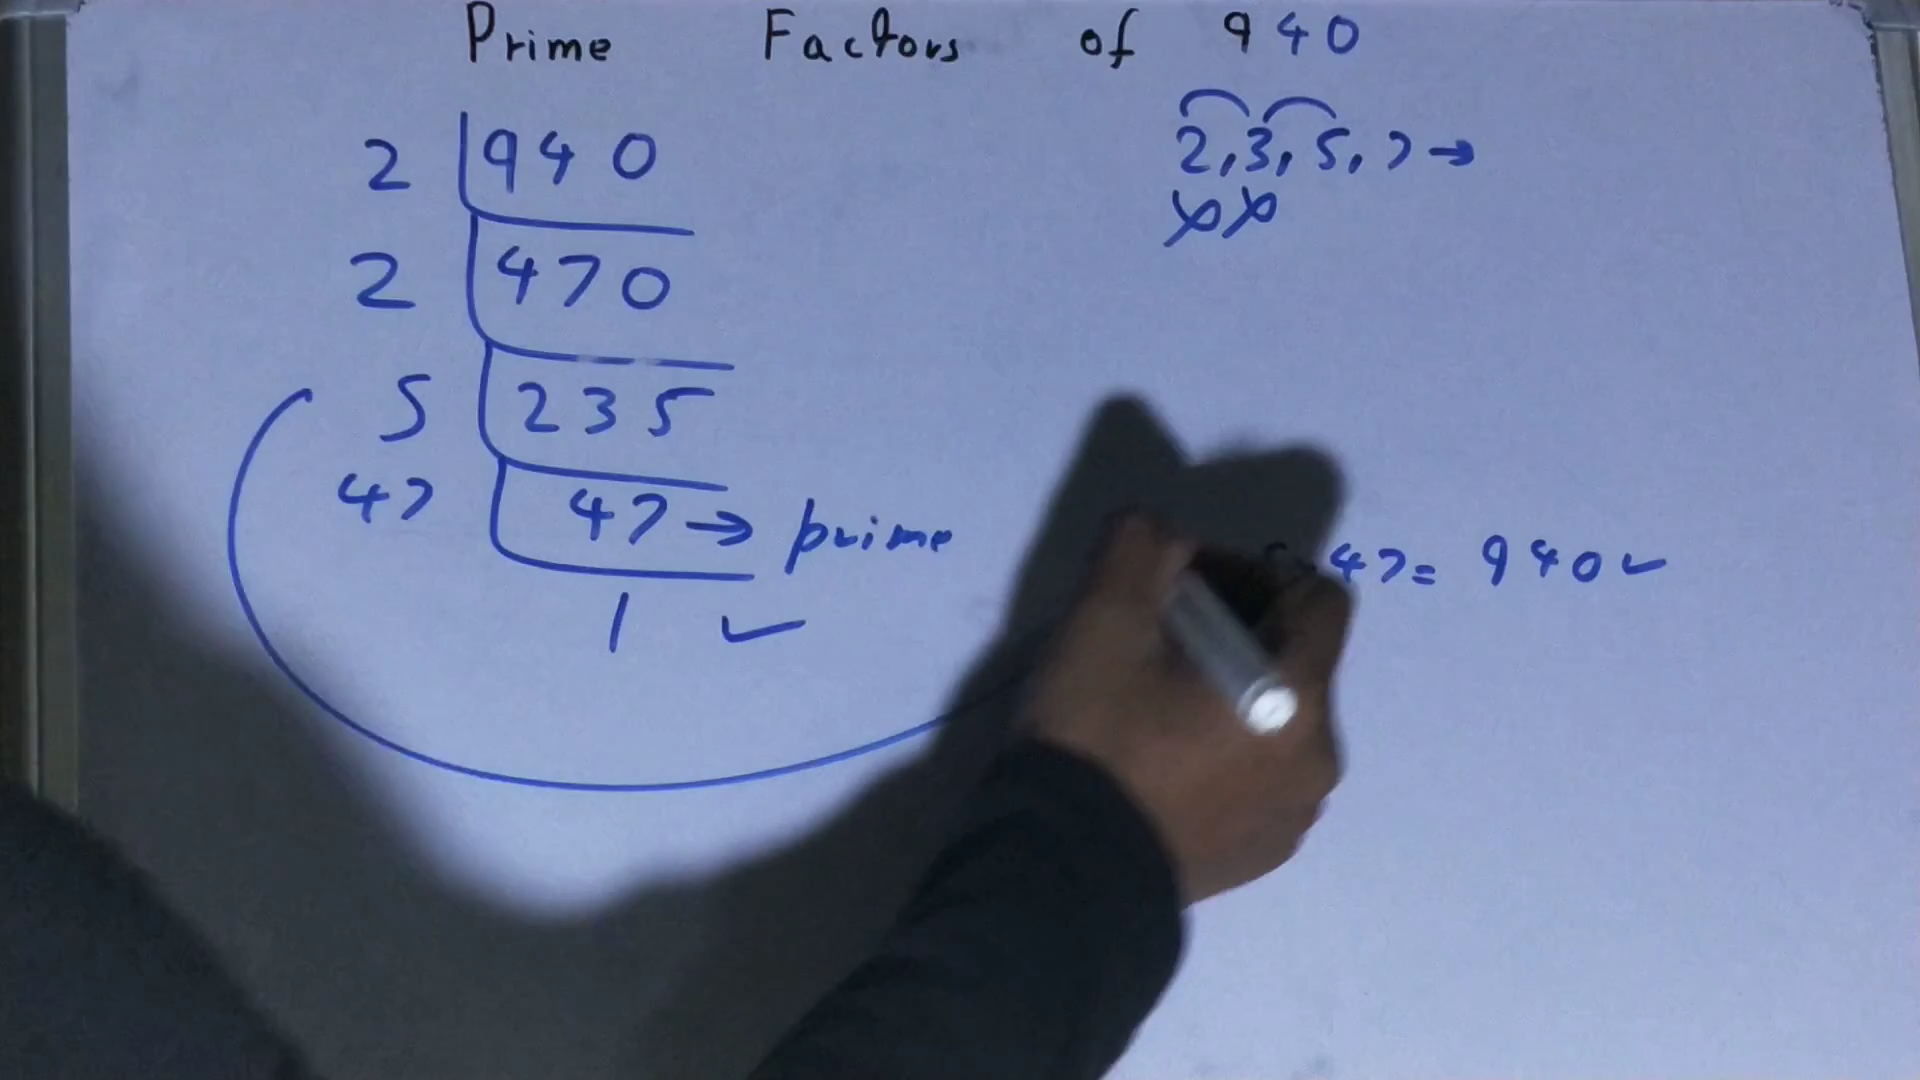 Prime Factors of 940
2, 3, 5, 7 →
2 940
2 470
5 235
47 47 → prime
1 ✓
47 = 940 ✓